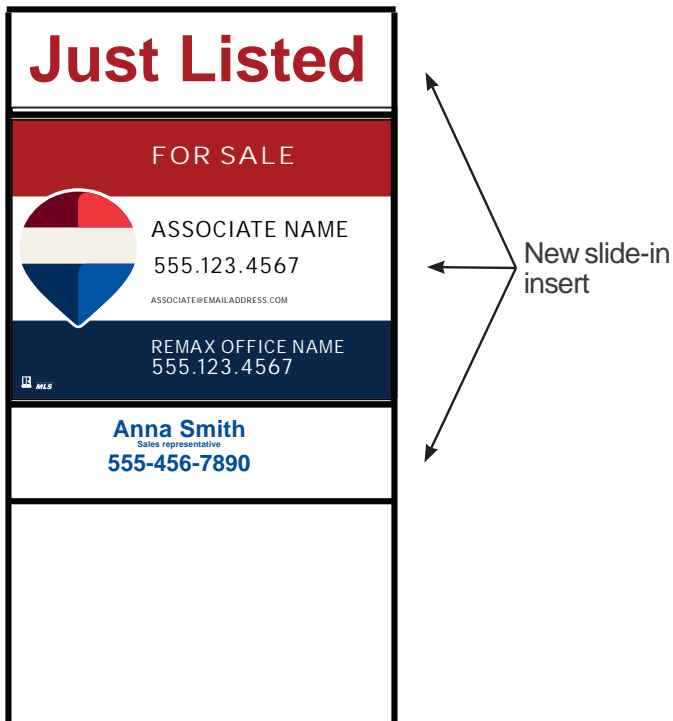 Just Listed
FOR SALE
ASSOCIATE NAME
555.123.4567
ASSOCIATE@EMAILADDRESS.COM
REMAX OFFICE NAME
555.123.4567
MLS
Anna Smith
Sales representative
555-456-7890
New slide-in
insert